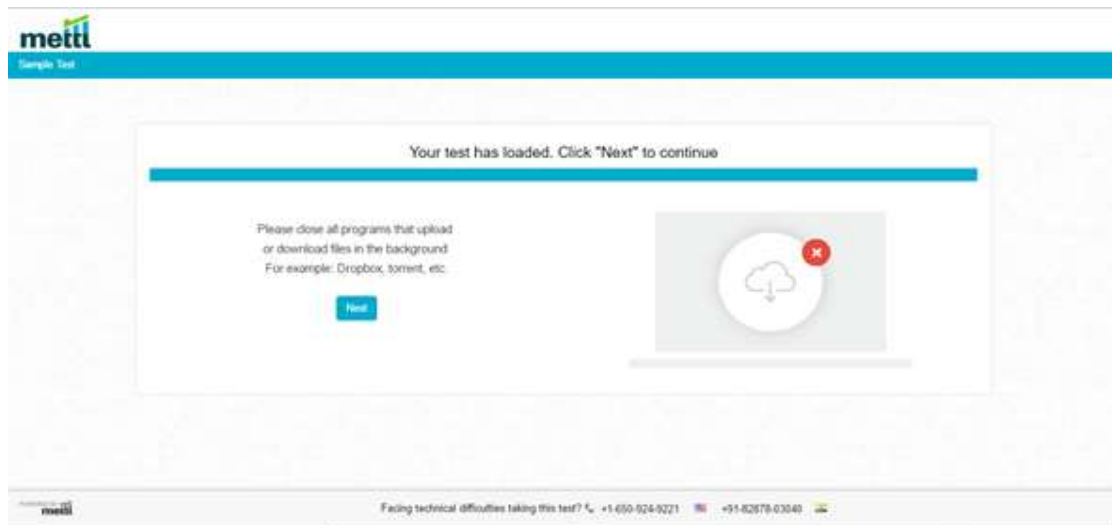 mettl
Sample Test
Your test has loaded. Click "Next" to continue
Please close all programs that upload
or download files in the background
For example: Dropbox, torrent, etc.
Next
mettl
Facing technical difficulties taking this test? +1-650-924-9221 +91-82878-03040